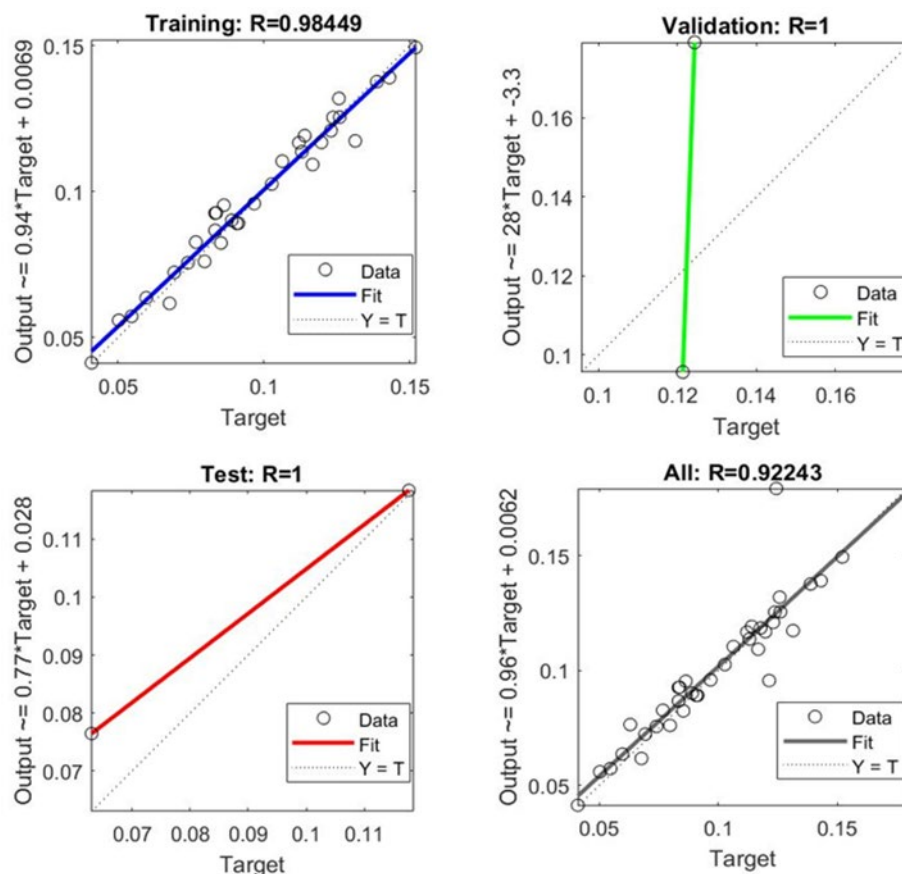 Training: R=0.98449
Output ~= 0.94*Target + 0.0069
0.15
0.1
0.05
Data
Fit
Y = T
0.05
0.1
0.15
Target
Validation: R=1
Output ~= 28*Target + -3.3
0.16
0.14
0.12
0.1
Data
Fit
Y = T
0.1
0.12
0.14
0.16
Target
Test: R=1
Output ~= 0.77*Target + 0.028
0.11
0.1
0.09
0.08
0.07
Data
Fit
Y = T
0.07
0.08
0.09
0.1
0.11
Target
All: R=0.92243
Output ~= 0.96*Target + 0.0062
0.15
0.1
0.05
Data
Fit
Y = T
0.05
0.1
0.15
Target